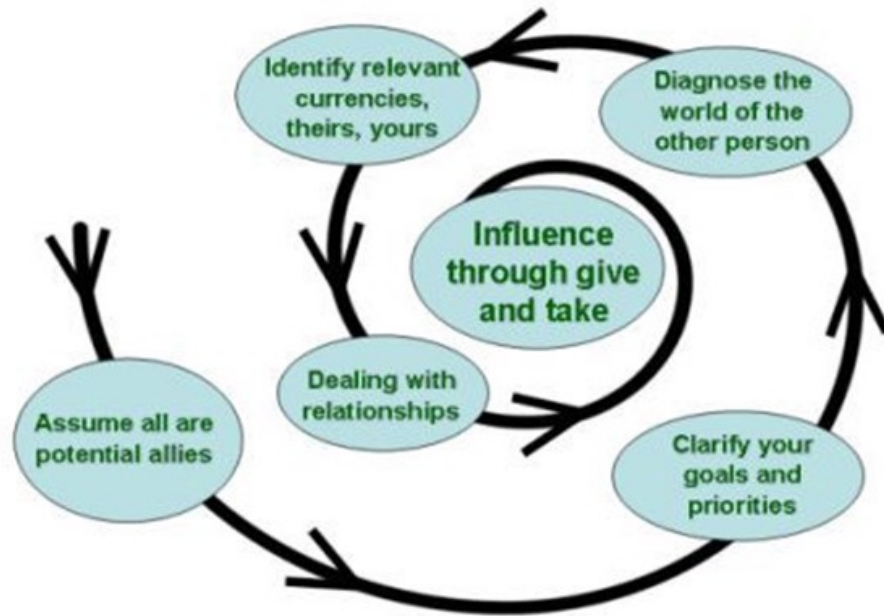 Identify relevant
currencies,
theirs, yours
Diagnose the
world of the
other person
Influence
through give
and take
Dealing with
relationships
Assume all are
potential allies
Clarify your
goals and
priorities